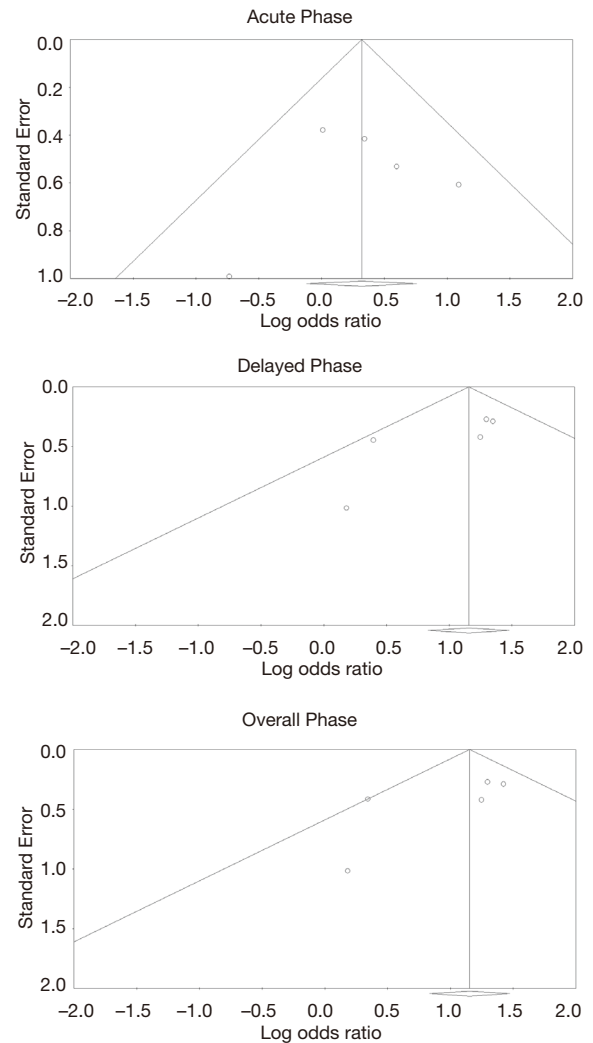 Acute Phase
0.0
0.2
0.4
0.6
0.8
1.0
Standard Error
−2.0 −1.5 −1.0 −0.5 0.0 0.5 1.0 1.5 2.0
Log odds ratio
Delayed Phase
0.0
0.5
1.0
1.5
2.0
Standard Error
−2.0 −1.5 −1.0 −0.5 0.0 0.5 1.0 1.5 2.0
Log odds ratio
Overall Phase
0.0
0.5
1.0
1.5
2.0
Standard Error
−2.0 −1.5 −1.0 −0.5 0.0 0.5 1.0 1.5 2.0
Log odds ratio